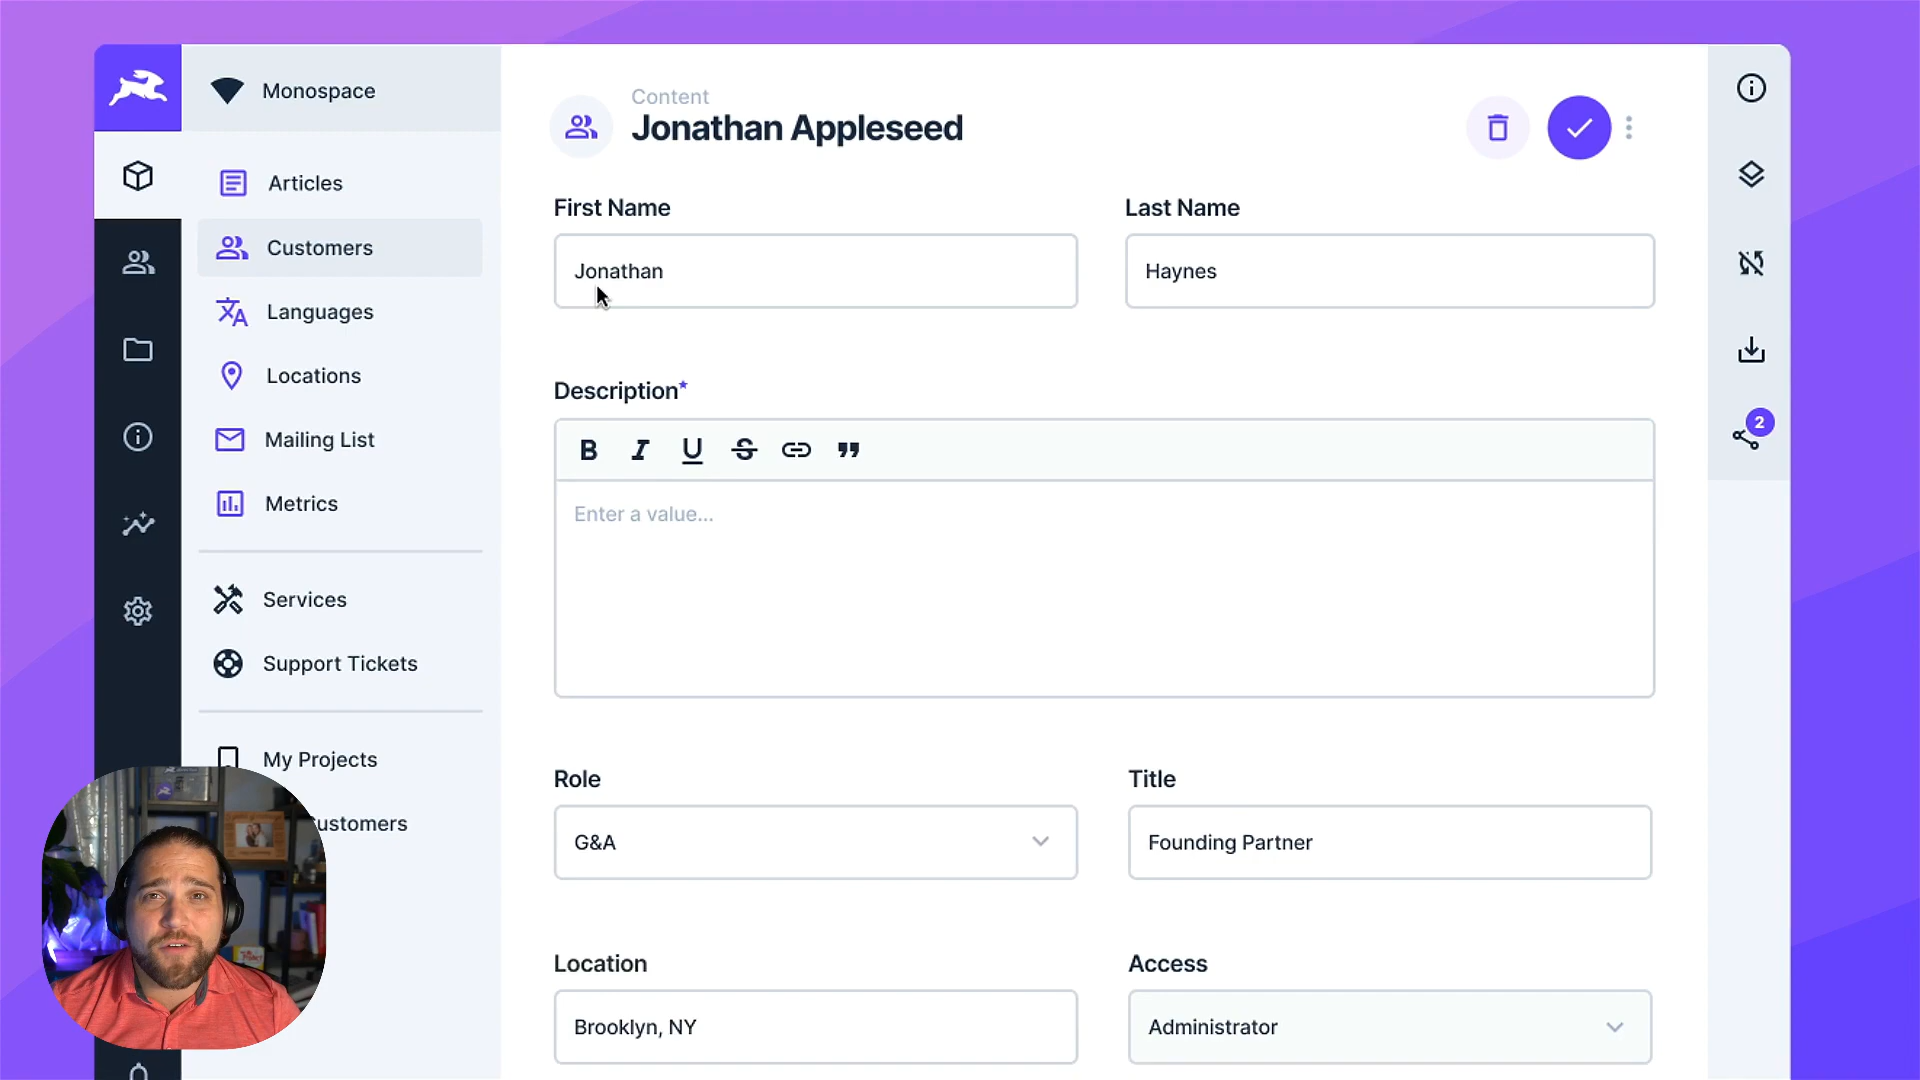 Monospace
Articles
Customers
Languages
Locations
Mailing List
Metrics
Services
Support Tickets
My Projects
ustomers
Content
Jonathan Appleseed
First Name
Last Name
Jonathan
Haynes
Description*
B I U S
Enter a value...
Role
Title
G&A
Founding Partner
Location
Access
Brooklyn, NY
Administrator
2